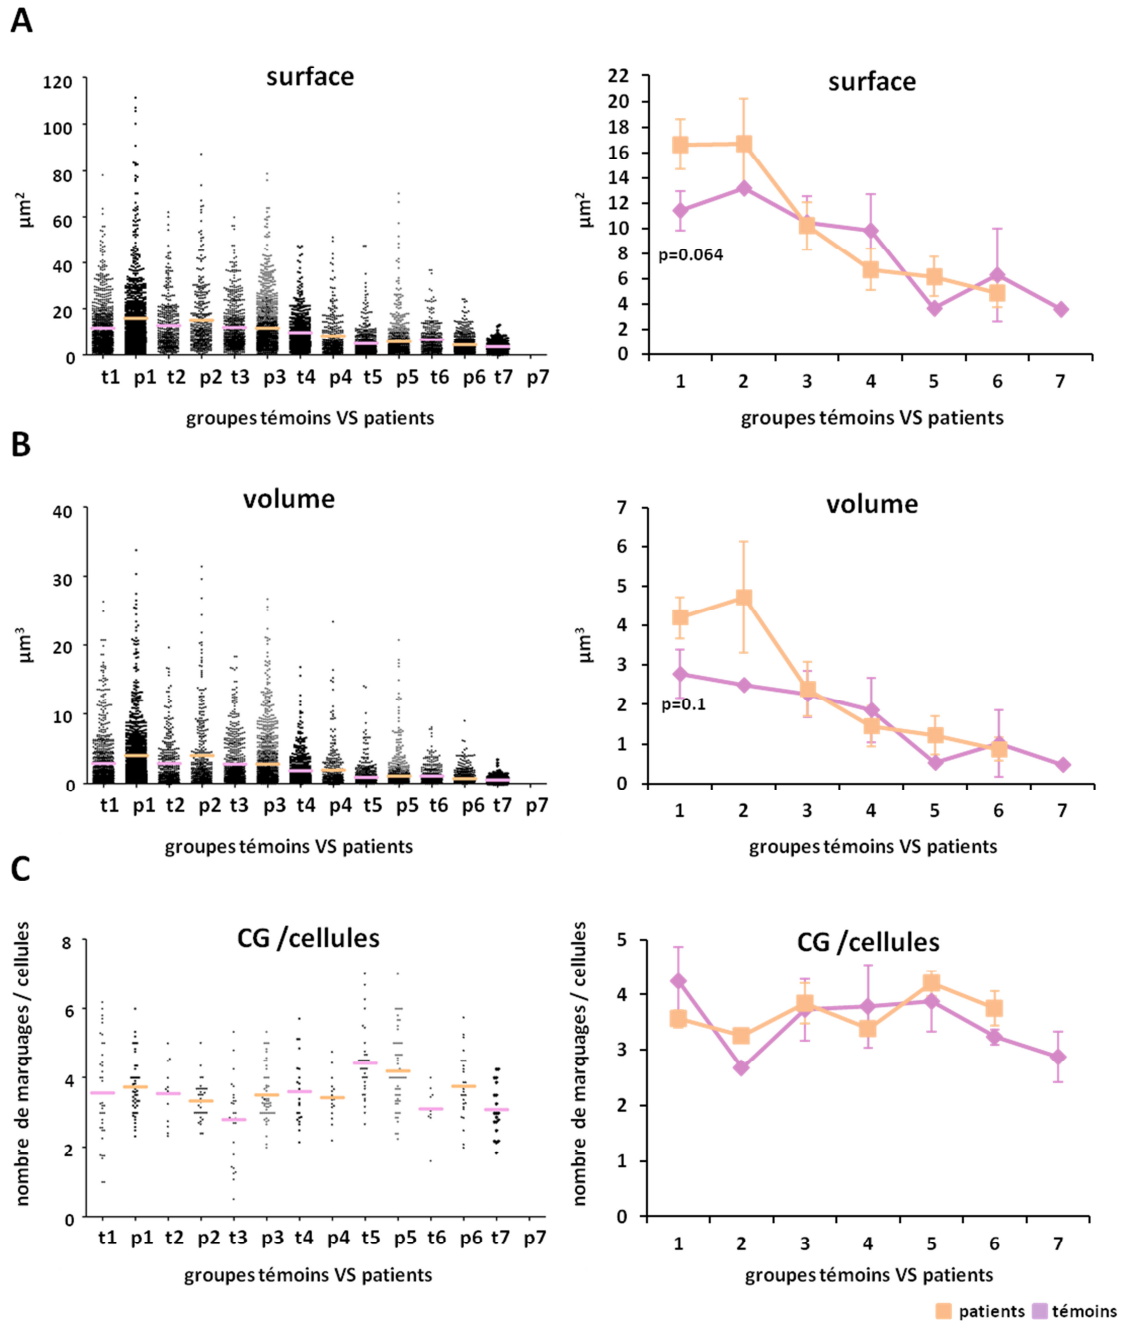 A
surface
120
100
80
60
40
20
0
µm²
t1 p1 t2 p2 t3 p3 t4 p4 t5 p5 t6 p6 t7 p7
groupes témoins VS patients
surface
22
20
18
16
14
12
10
8
6
4
2
0
µm²
p=0.064
1 2 3 4 5 6 7
groupes témoins VS patients
B
volume
40
30
20
10
0
µm³
t1 p1 t2 p2 t3 p3 t4 p4 t5 p5 t6 p6 t7 p7
groupes témoins VS patients
volume
7
6
5
4
3
2
1
0
µm³
p=0.1
1 2 3 4 5 6 7
groupes témoins VS patients
C
CG /cellules
8
6
4
2
0
nombre de marquages / cellules
t1 p1 t2 p2 t3 p3 t4 p4 t5 p5 t6 p6 t7 p7
groupes témoins VS patients
CG /cellules
5
4
3
2
1
0
nombre de marquages / cellules
1 2 3 4 5 6 7
groupes témoins VS patients
patients témoins